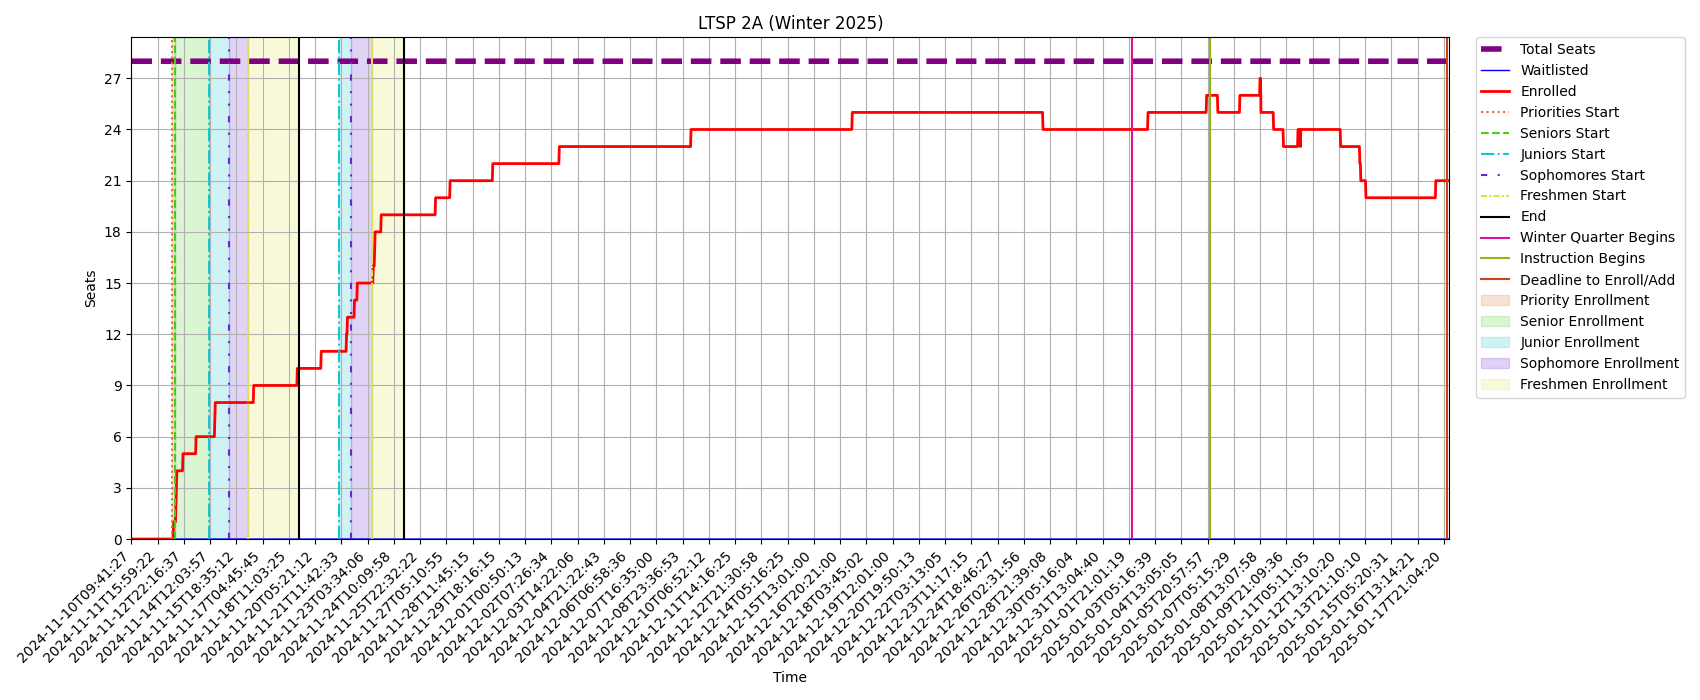 LTSP 2A (Winter 2025)
Seats
27
24
21
18
15
12
9
6
3
0
2024-11-10T09:41:27
2024-11-11T15:59:22
2024-11-12T22:16:37
2024-11-14T12:03:57
2024-11-15T18:35:12
2024-11-17T04:45:45
2024-11-18T11:03:25
2024-11-20T05:21:12
2024-11-21T11:42:33
2024-11-23T03:34:06
2024-11-24T10:09:58
2024-11-25T22:32:22
2024-11-27T05:10:55
2024-11-28T11:45:15
2024-11-29T18:16:15
2024-12-01T00:50:13
2024-12-02T07:26:34
2024-12-03T14:22:06
2024-12-04T21:22:43
2024-12-06T06:58:36
2024-12-07T16:35:00
2024-12-08T23:36:53
2024-12-10T06:52:12
2024-12-11T14:16:25
2024-12-12T21:30:58
2024-12-14T05:16:25
2024-12-15T13:01:00
2024-12-16T20:21:00
2024-12-18T03:45:02
2024-12-19T12:01:00
2024-12-20T19:50:13
2024-12-22T03:13:05
2024-12-23T11:17:15
2024-12-24T18:46:27
2024-12-26T02:31:56
2024-12-28T21:39:08
2024-12-30T05:16:04
2024-12-31T13:04:40
2025-01-01T21:01:19
2025-01-03T05:16:39
2025-01-04T13:05:05
2025-01-05T20:57:57
2025-01-07T05:15:29
2025-01-08T13:07:58
2025-01-09T21:09:36
2025-01-11T05:11:05
2025-01-12T13:10:20
2025-01-13T21:10:10
2025-01-15T05:20:31
2025-01-16T13:14:21
2025-01-17T21:04:20
Time
Total Seats
Waitlisted
Enrolled
Priorities Start
Seniors Start
Juniors Start
Sophomores Start
Freshmen Start
End
Winter Quarter Begins
Instruction Begins
Deadline to Enroll/Add
Priority Enrollment
Senior Enrollment
Junior Enrollment
Sophomore Enrollment
Freshmen Enrollment